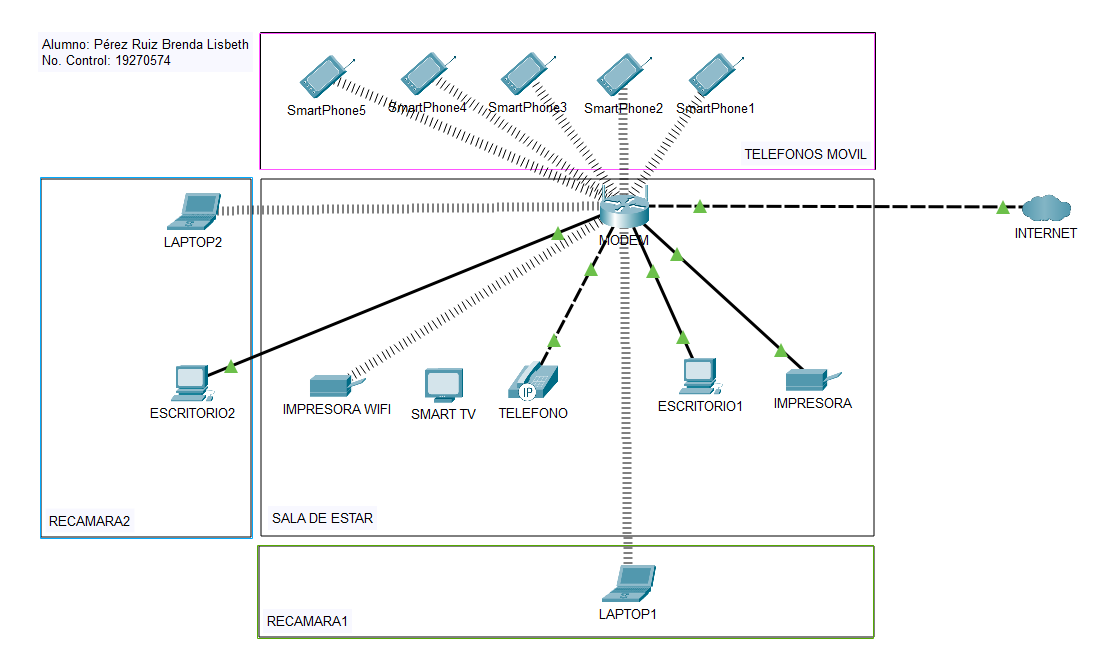 Alumno: Pérez Ruiz Brenda Lisbeth
No. Control: 19270574
SmartPhone5
SmartPhone4
SmartPhone3
SmartPhone2
SmartPhone1
TELEFONOS MOVIL
LAPTOP2
MODEM
INTERNET
ESCRITORIO2
IMPRESORA WIFI
SMART TV
IP
TELEFONO
ESCRITORIO1
IMPRESORA
RECAMARA2
SALA DE ESTAR
LAPTOP1
RECAMARA1